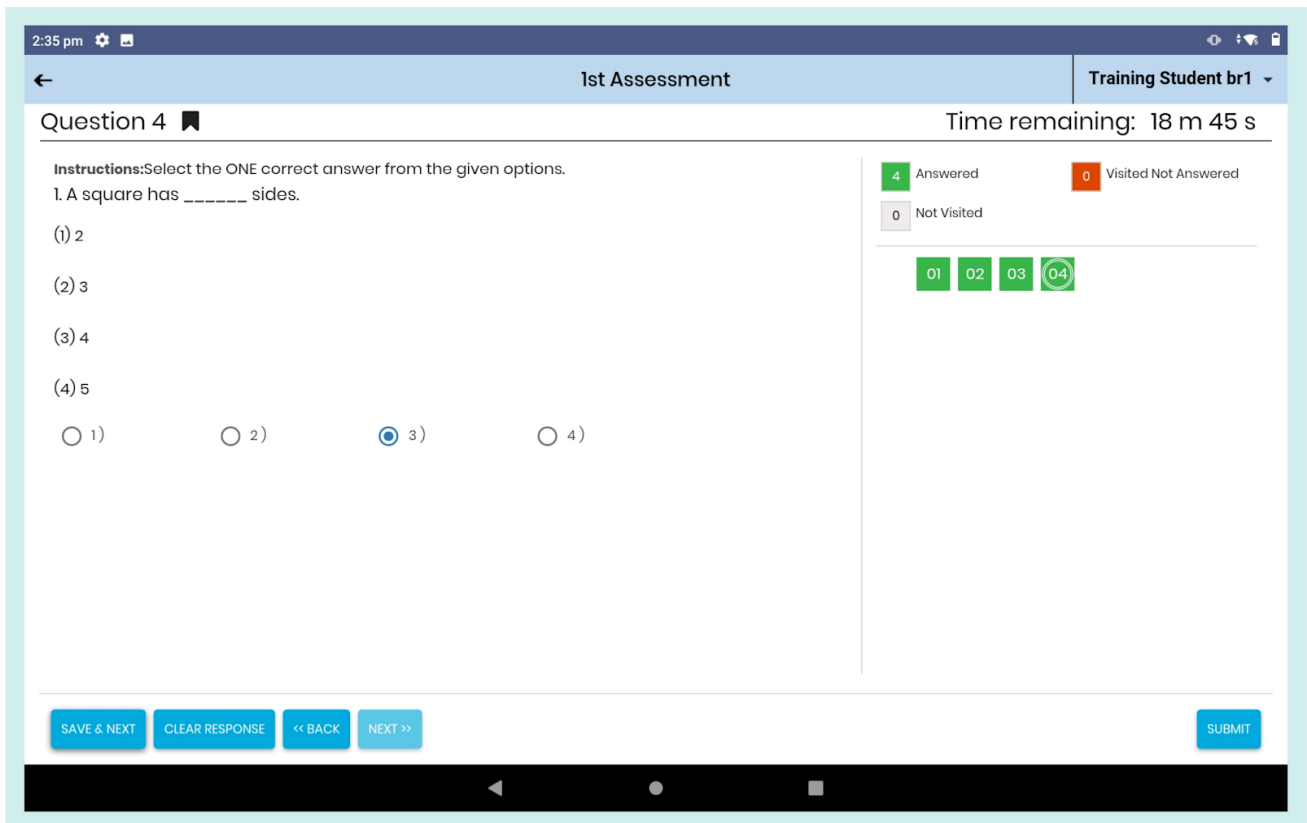 2:35 pm
1st Assessment
Training Student br1
Question 4
Time remaining: 18 m 45 s
Instructions:Select the ONE correct answer from the given options.
1. A square has ______ sides.
(1) 2
(2) 3
(3) 4
(4) 5
1)
2)
3)
4)
4 Answered
0 Visited Not Answered
0 Not Visited
01 02 03 04
SAVE & NEXT
CLEAR RESPONSE
<< BACK
NEXT >>
SUBMIT